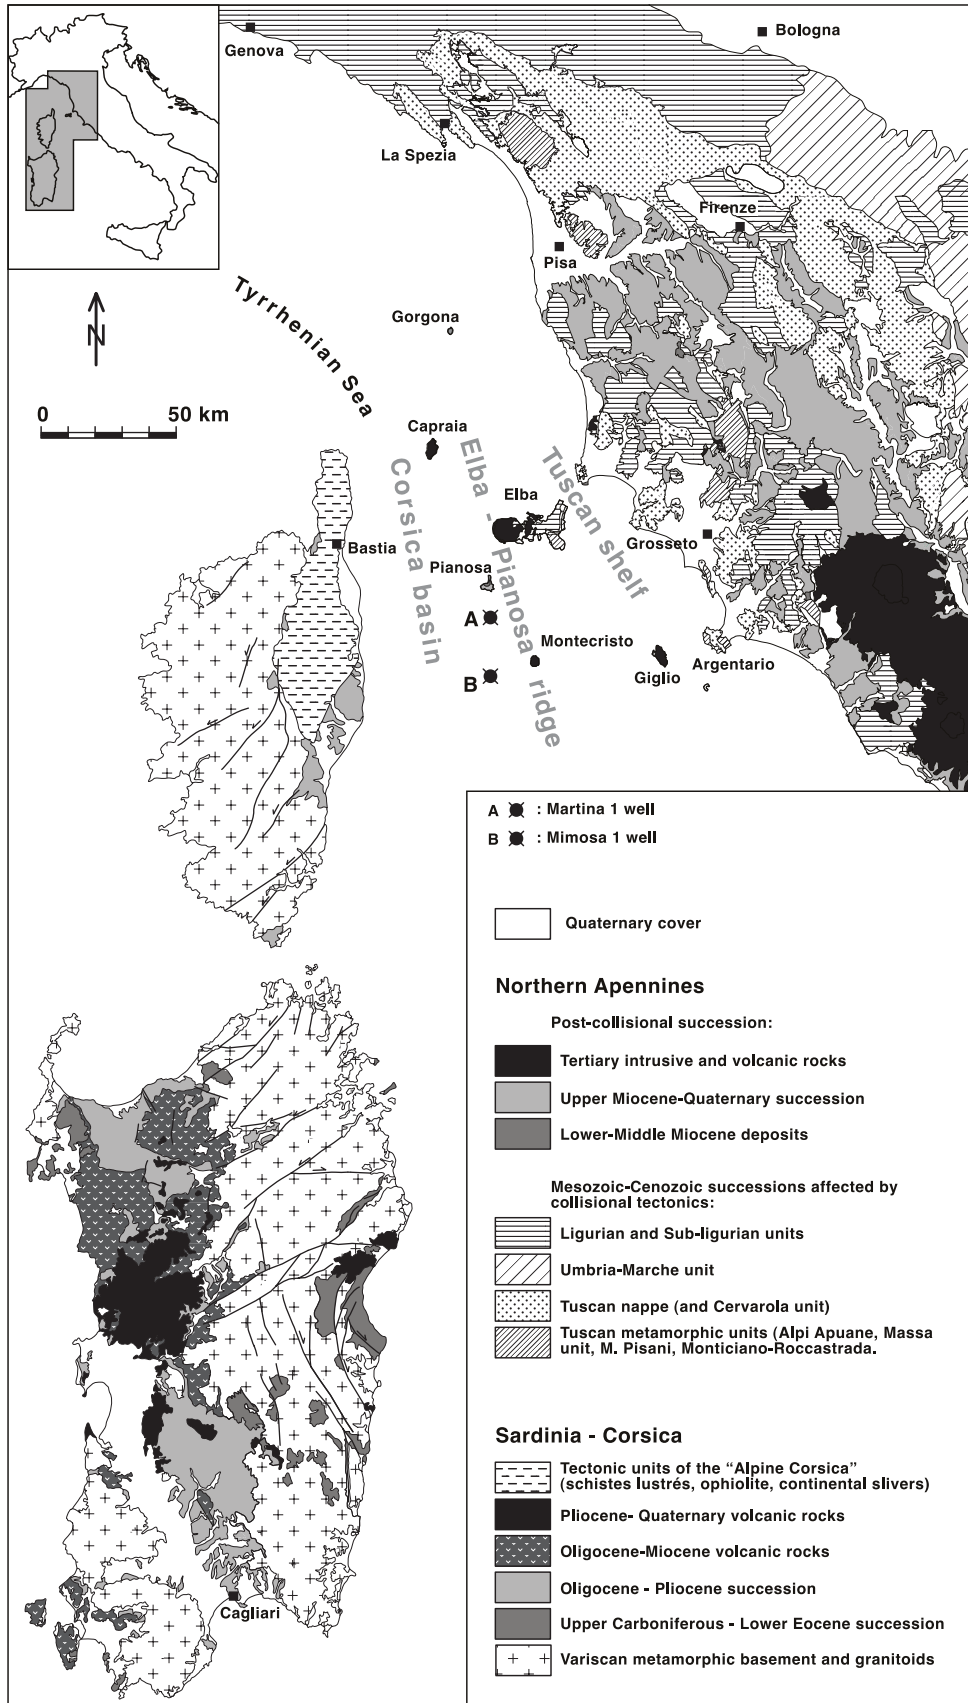 Bologna
Genova
La Spezia
Firenze
Pisa
Tyrrhenian Sea
N
Gorgona
0 50 km
Capraia
Corsica basin
Elba - Pianosa ridge
Tuscan shelf
Elba
Grosseto
Bastia
Pianosa
A
B
Montecristo
Giglio
Argentario
A : Martina 1 well
B : Mimosa 1 well
Quaternary cover
Northern Apennines
Post-collisional succession:
Tertiary intrusive and volcanic rocks
Upper Miocene-Quaternary succession
Lower-Middle Miocene deposits
Mesozoic-Cenozoic successions affected by
collisional tectonics:
Ligurian and Sub-ligurian units
Umbria-Marche unit
Tuscan nappe (and Cervarola unit)
Tuscan metamorphic units (Alpi Apuane, Massa
unit, M. Pisani, Monticiano-Roccastrada.
Sardinia - Corsica
Tectonic units of the “Alpine Corsica”
(schistes lustrés, ophiolite, continental slivers)
Pliocene- Quaternary volcanic rocks
Oligocene-Miocene volcanic rocks
Oligocene - Pliocene succession
Upper Carboniferous - Lower Eocene succession
Variscan metamorphic basement and granitoids
Cagliari